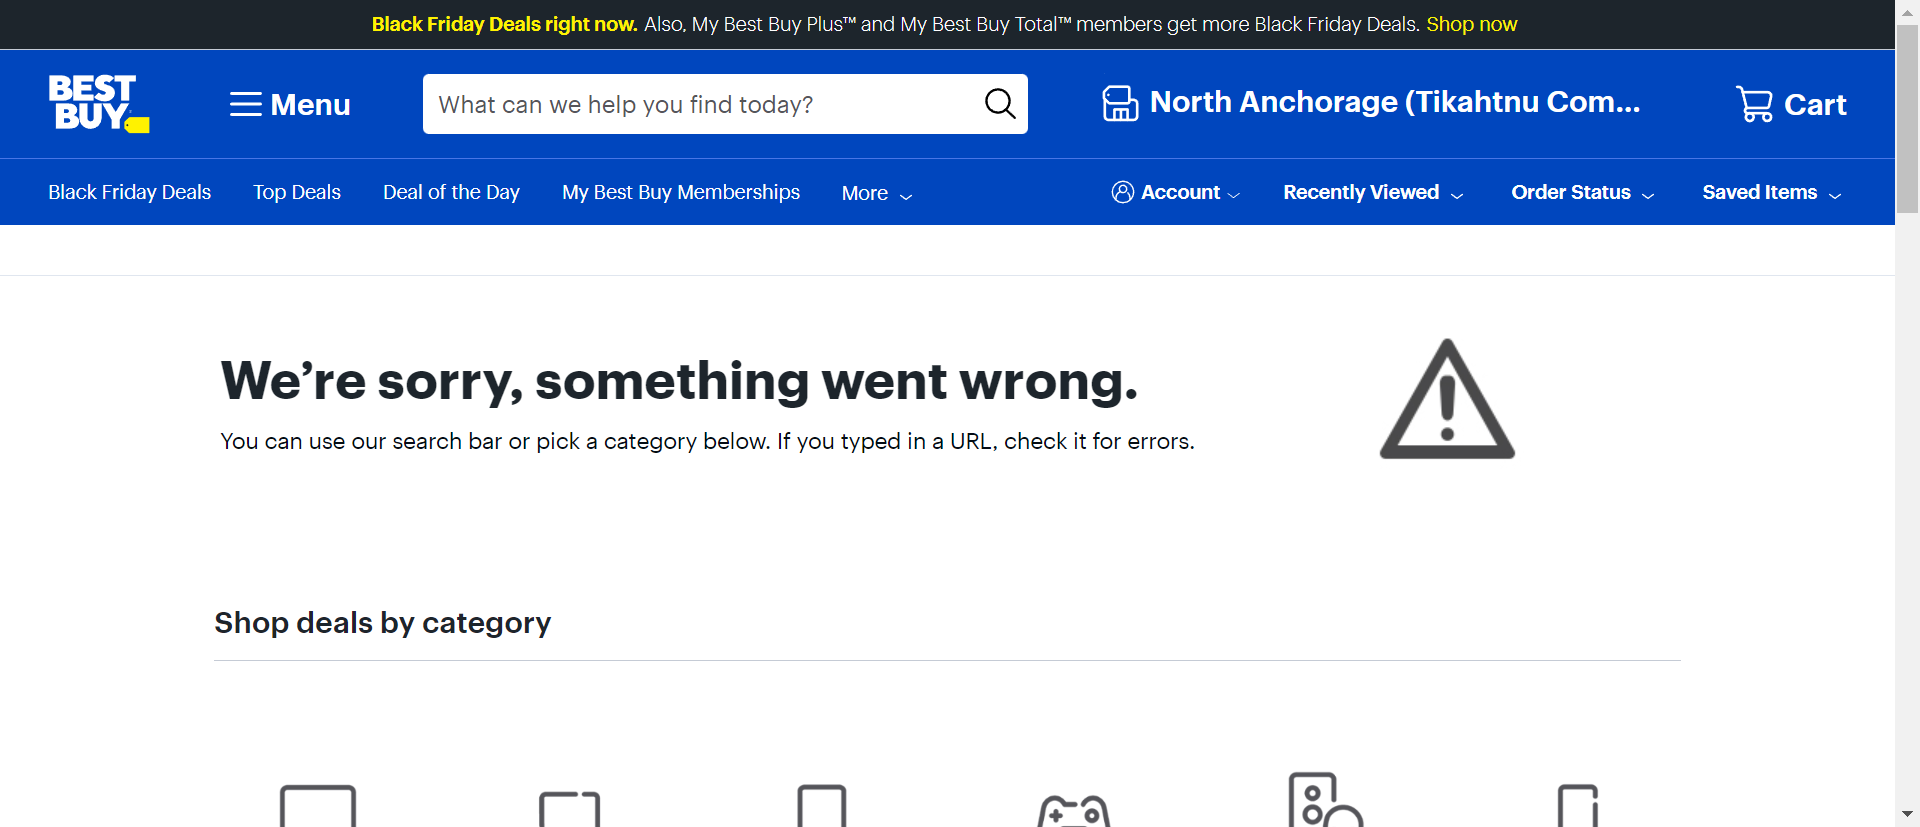 Black Friday Deals right now. Also, My Best Buy Plus™ and My Best Buy Total™ members get more Black Friday Deals. Shop now
BEST
BUY
Menu
What can we help you find today?
North Anchorage (Tikahtnu Com...
Cart
Black Friday Deals
Top Deals
Deal of the Day
My Best Buy Memberships
More
Account
Recently Viewed
Order Status
Saved Items
We’re sorry, something went wrong.
You can use our search bar or pick a category below. If you typed in a URL, check it for errors.
Shop deals by category